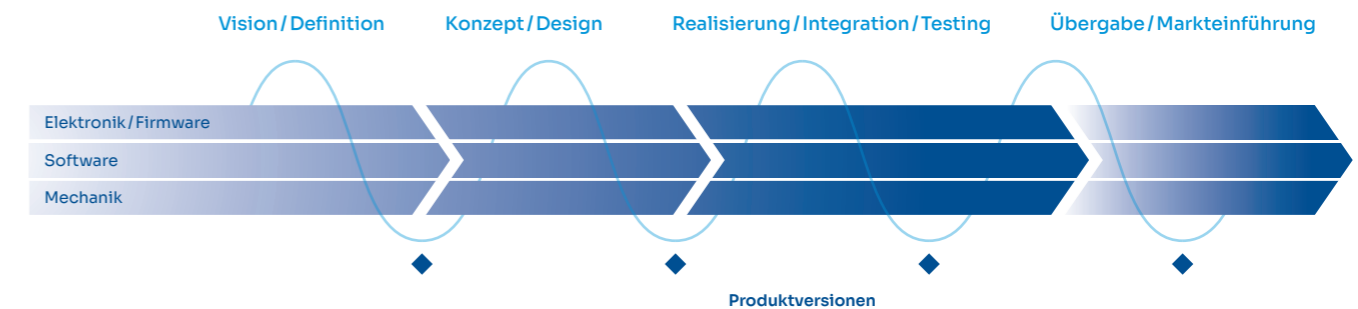 Vision/Definition
Konzept/Design
Realisierung/Integration/Testing
Übergabe/Markteinführung
Elektronik/Firmware
Software
Mechanik
Produktversionen